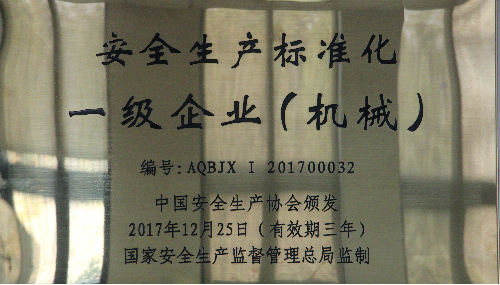 安全生产标准化
一级企业(机械)
编号:AQBJX I 201700032
中国安全生产协会颁发
2017年12月25日(有效期三年)
国家安全生产监督管理总局监制